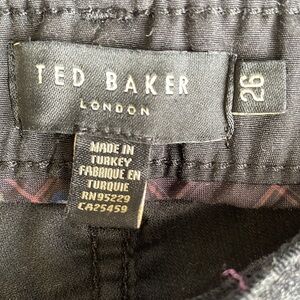 TED BAKER
LONDON
26
MADE IN
TURKEY
FABRIQUE EN
TURQUIE
RN95229
CA25459